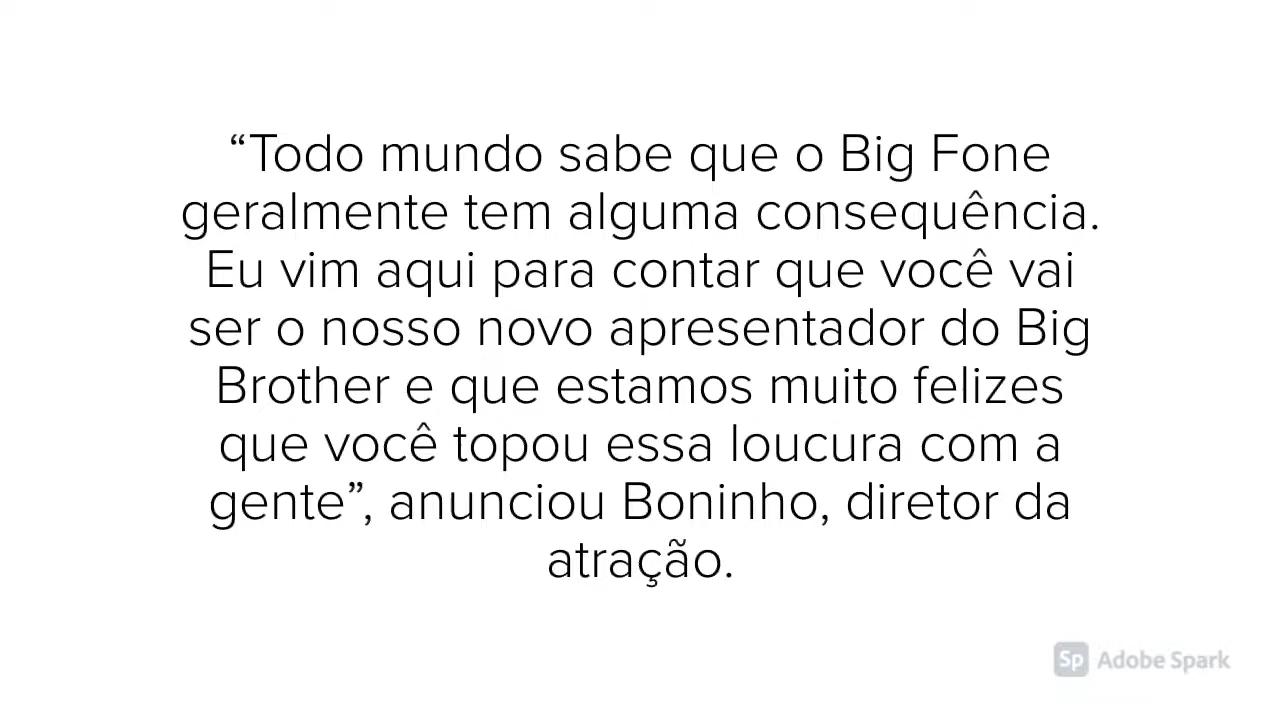 “Todo mundo sabe que o Big Fone
geralmente tem alguma consequência.
Eu vim aqui para contar que você vai
ser o nosso novo apresentador do Big
Brother e que estamos muito felizes
que você topou essa loucura com a
gente”, anunciou Boninho, diretor da
atração.
Sp Adobe Spark